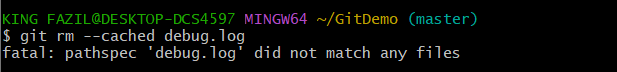 KING FAZIL@DESKTOP-DCS4597 MINGW64 ~/GitDemo (master)
$ git rm --cached debug.log
fatal: pathspec 'debug.log' did not match any files